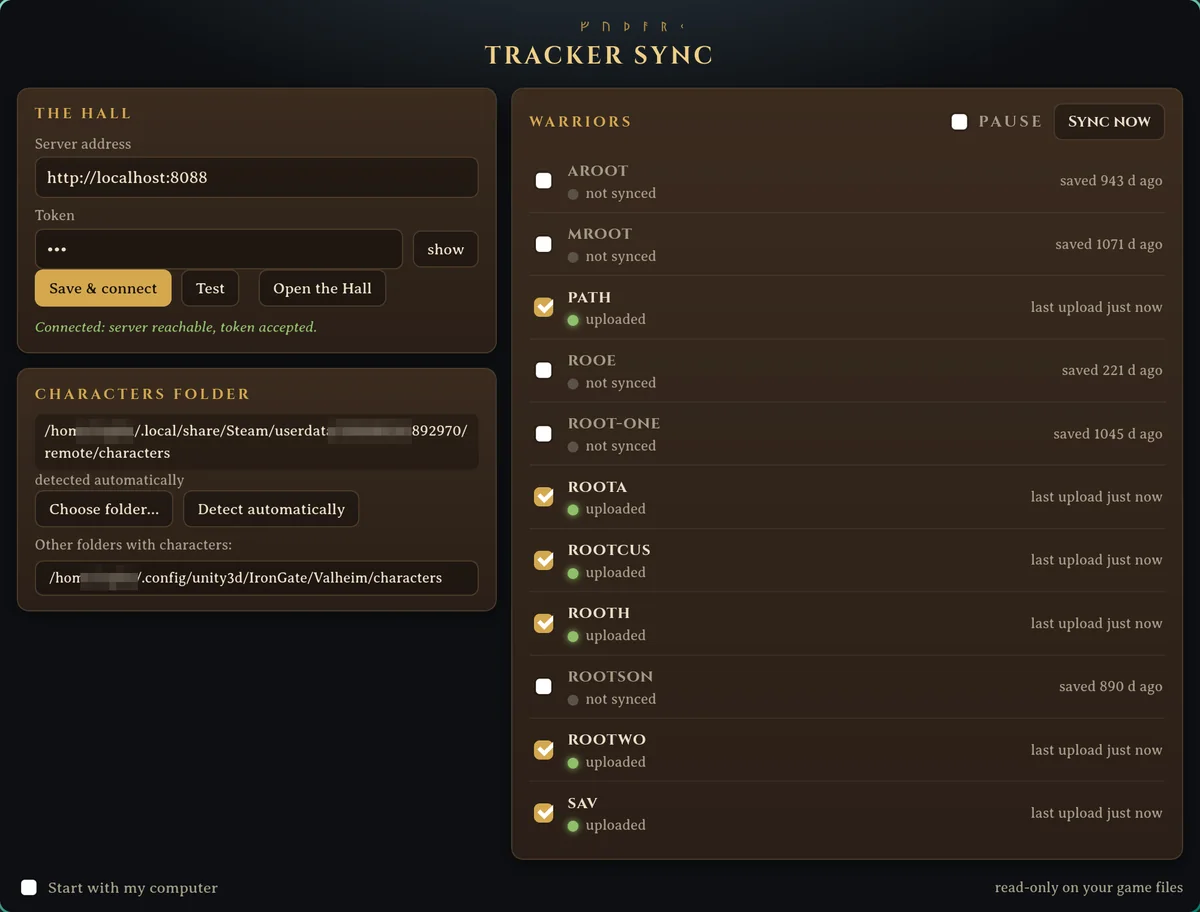 ᚠ ᚢ ᚦ ᚨ ᚱ ᚲ
TRACKER SYNC
THE HALL
Server address
http://localhost:8088
Token
•••
show
Save & connect
Test
Open the Hall
Connected: server reachable, token accepted.
CHARACTERS FOLDER
/hom /.local/share/Steam/userdata 892970/
remote/characters
detected automatically
Choose folder...
Detect automatically
Other folders with characters:
/hom /.config/unity3d/IronGate/Valheim/characters
WARRIORS
PAUSE
SYNC NOW
AROOT
not synced
saved 943 d ago
MROOT
not synced
saved 1071 d ago
PATH
uploaded
last upload just now
ROOE
not synced
saved 221 d ago
ROOT-ONE
not synced
saved 1045 d ago
ROOTA
uploaded
last upload just now
ROOTCUS
uploaded
last upload just now
ROOTH
uploaded
last upload just now
ROOTSON
not synced
saved 890 d ago
ROOTWO
uploaded
last upload just now
SAV
uploaded
last upload just now
Start with my computer
read-only on your game files